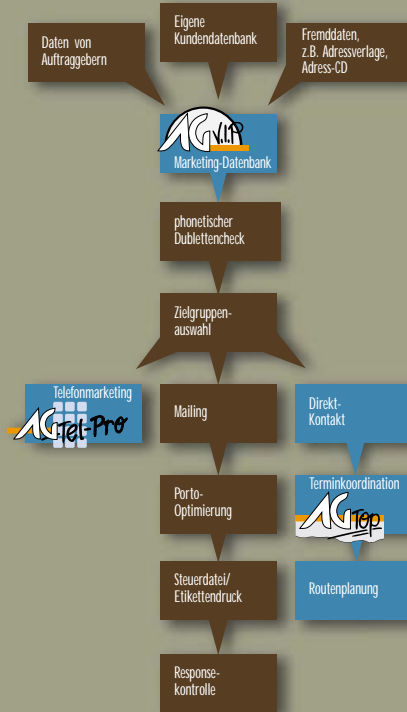 Daten von
Auftraggebern
Eigene
Kundendatenbank
Fremddaten,
z.B. Adressverlage,
Adress-CD
AG V.I.P
Marketing-Datenbank
phonetischer
Dublettencheck
Zielgruppen-
auswahl
Telefonmarketing
AG Tel-Pro
Mailing
Direkt-
Kontakt
Porto-
Optimierung
Terminkoordination
AG Top
Steuerdatei/
Etikettendruck
Routenplanung
Response-
kontrolle